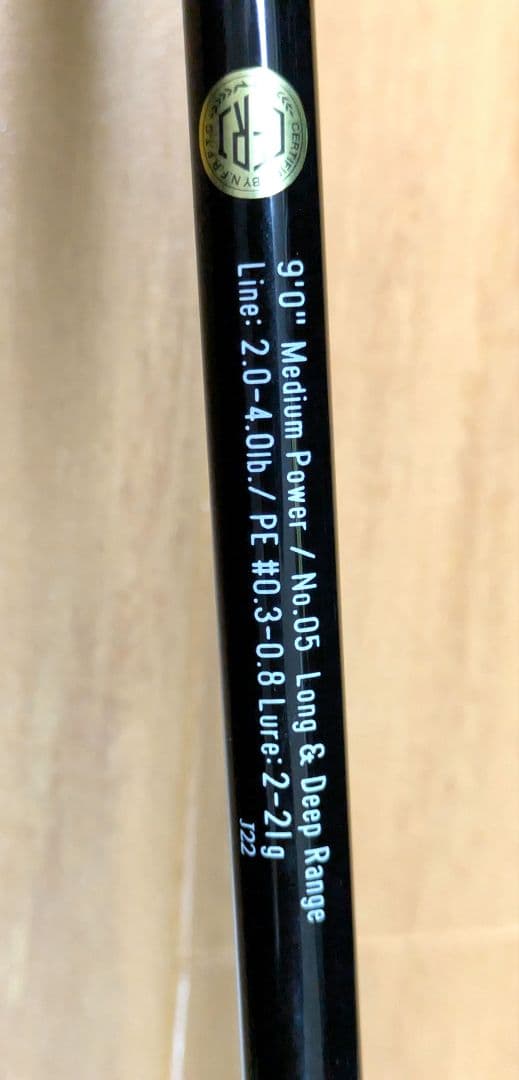 CERTIFIED
BY N.F.R.P.T.S
9'0" Medium Power / No.05 Long & Deep Range
Line: 2.0-4.0lb./ PE #0.3-0.8 Lure: 2-21g
J22